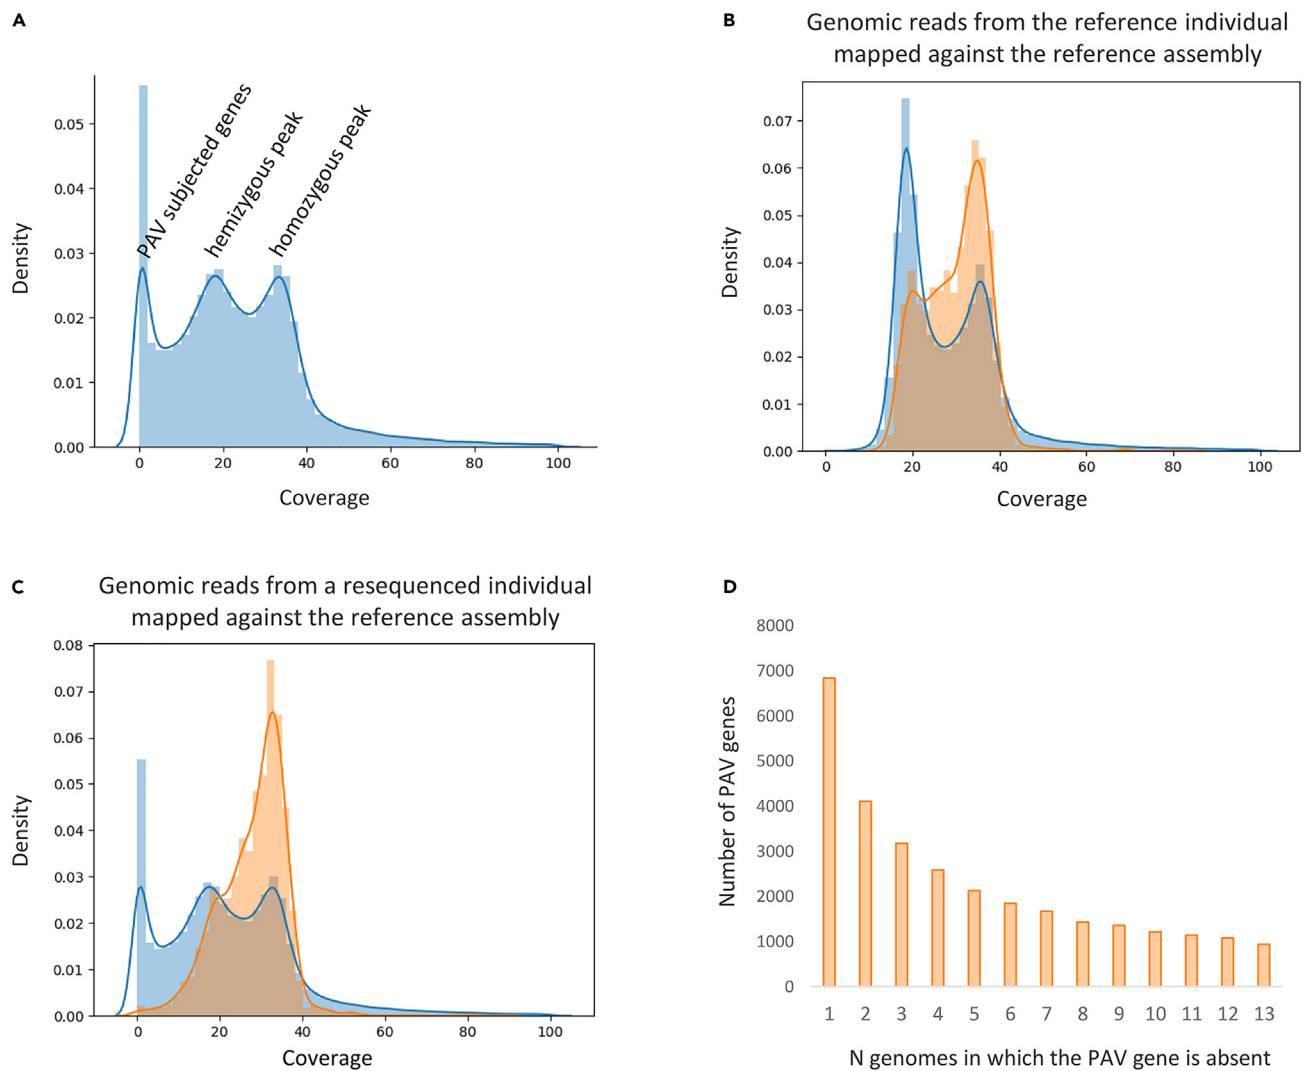 A
PAV subjected genes
hemizygous peak
homozygous peak
0.05
0.04
0.03
0.02
0.01
0.00
Density
0 20 40 60 80 100
Coverage
B
Genomic reads from the reference individual
mapped against the reference assembly
0.07
0.06
0.05
0.04
0.03
0.02
0.01
0.00
Density
0 20 40 60 80 100
Coverage
C
Genomic reads from a resequenced individual
mapped against the reference assembly
0.08
0.07
0.06
0.05
0.04
0.03
0.02
0.01
0.00
Density
0 20 40 60 80 100
Coverage
D
8000
7000
6000
5000
4000
3000
2000
1000
0
Number of PAV genes
1 2 3 4 5 6 7 8 9 10 11 12 13
N genomes in which the PAV gene is absent